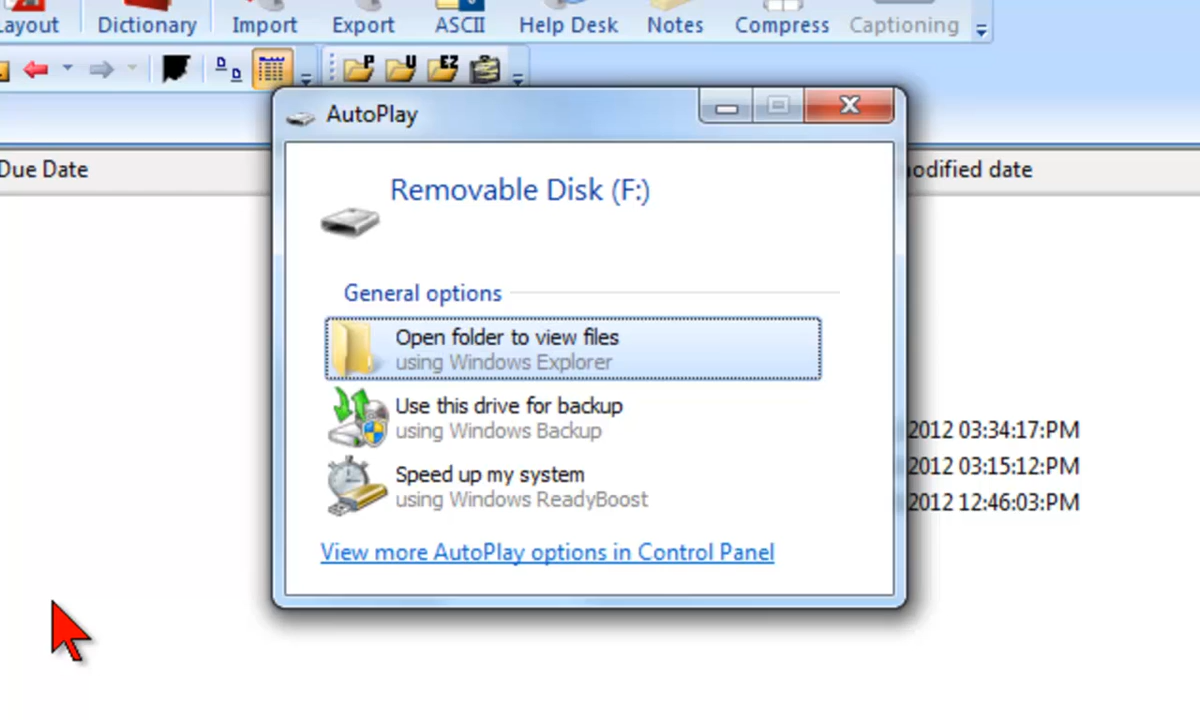 ayout Dictionary Import Export ASCII Help Desk Notes Compress Captioning
D D P U EZ
AutoPlay
Due Date
odified date
Removable Disk (F:)
General options
Open folder to view files
using Windows Explorer
Use this drive for backup
using Windows Backup
2012 03:34:17:PM
2012 03:15:12:PM
Speed up my system
using Windows ReadyBoost
2012 12:46:03:PM
View more AutoPlay options in Control Panel